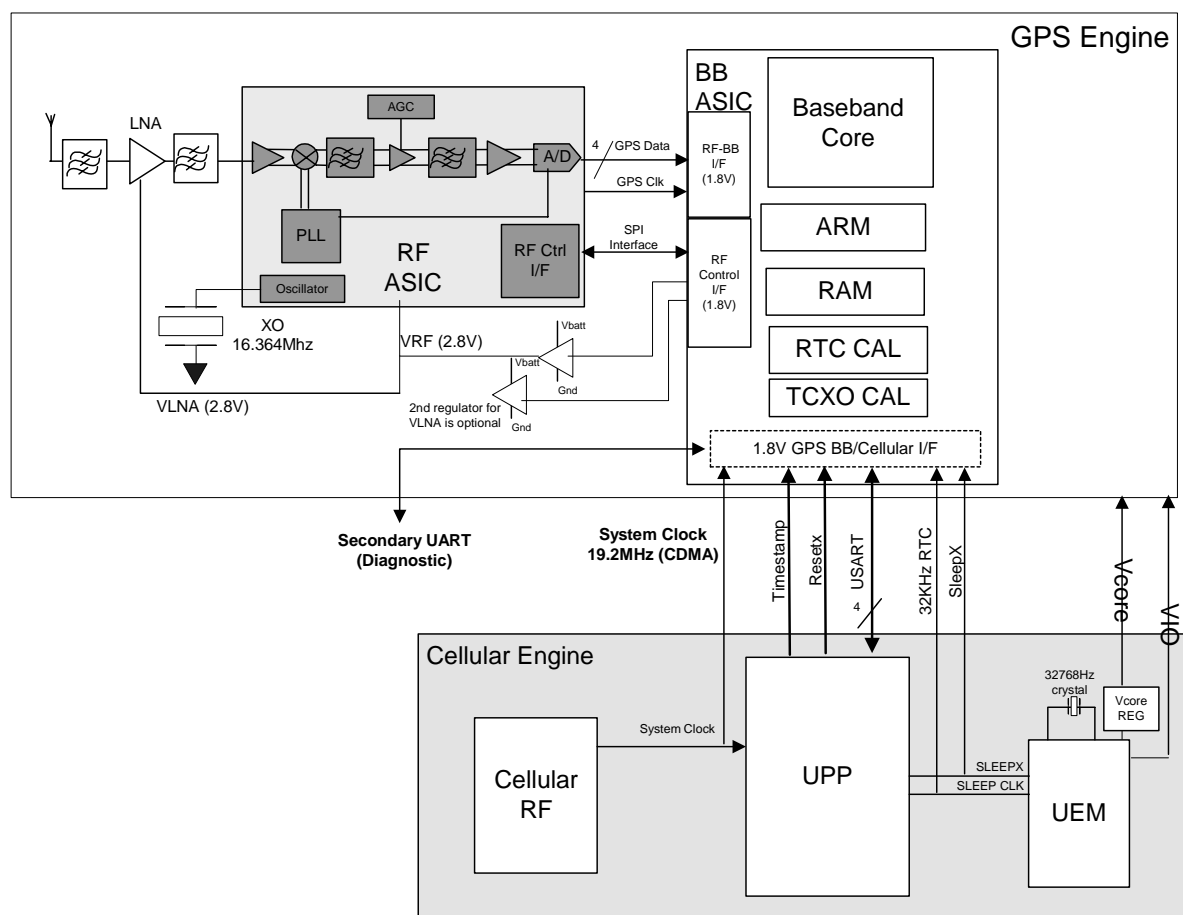 GPS Engine
BB
ASIC
Baseband
Core
LNA
AGC
A/D
4
GPS Data
GPS Clk
RF-BB
I/F
(1.8V)
PLL
RF
ASIC
RF Ctrl
I/F
SPI
Interface
RF
Control
I/F
(1.8V)
ARM
RAM
RTC CAL
TCXO CAL
Oscillator
XO
16.364Mhz
VRF (2.8V)
Vbatt
Gnd
Vbatt
Gnd
VLNA (2.8V)
2nd regulator for
VLNA is optional
1.8V GPS BB/Cellular I/F
Secondary UART
(Diagnostic)
System Clock
19.2MHz (CDMA)
Timestamp
Resetx
USART
4
32KHz RTC
SleepX
Vcore
VIO
Cellular Engine
Cellular
RF
System Clock
UPP
SLEEPX
SLEEP CLK
32768Hz
crystal
Vcore
REG
UEM